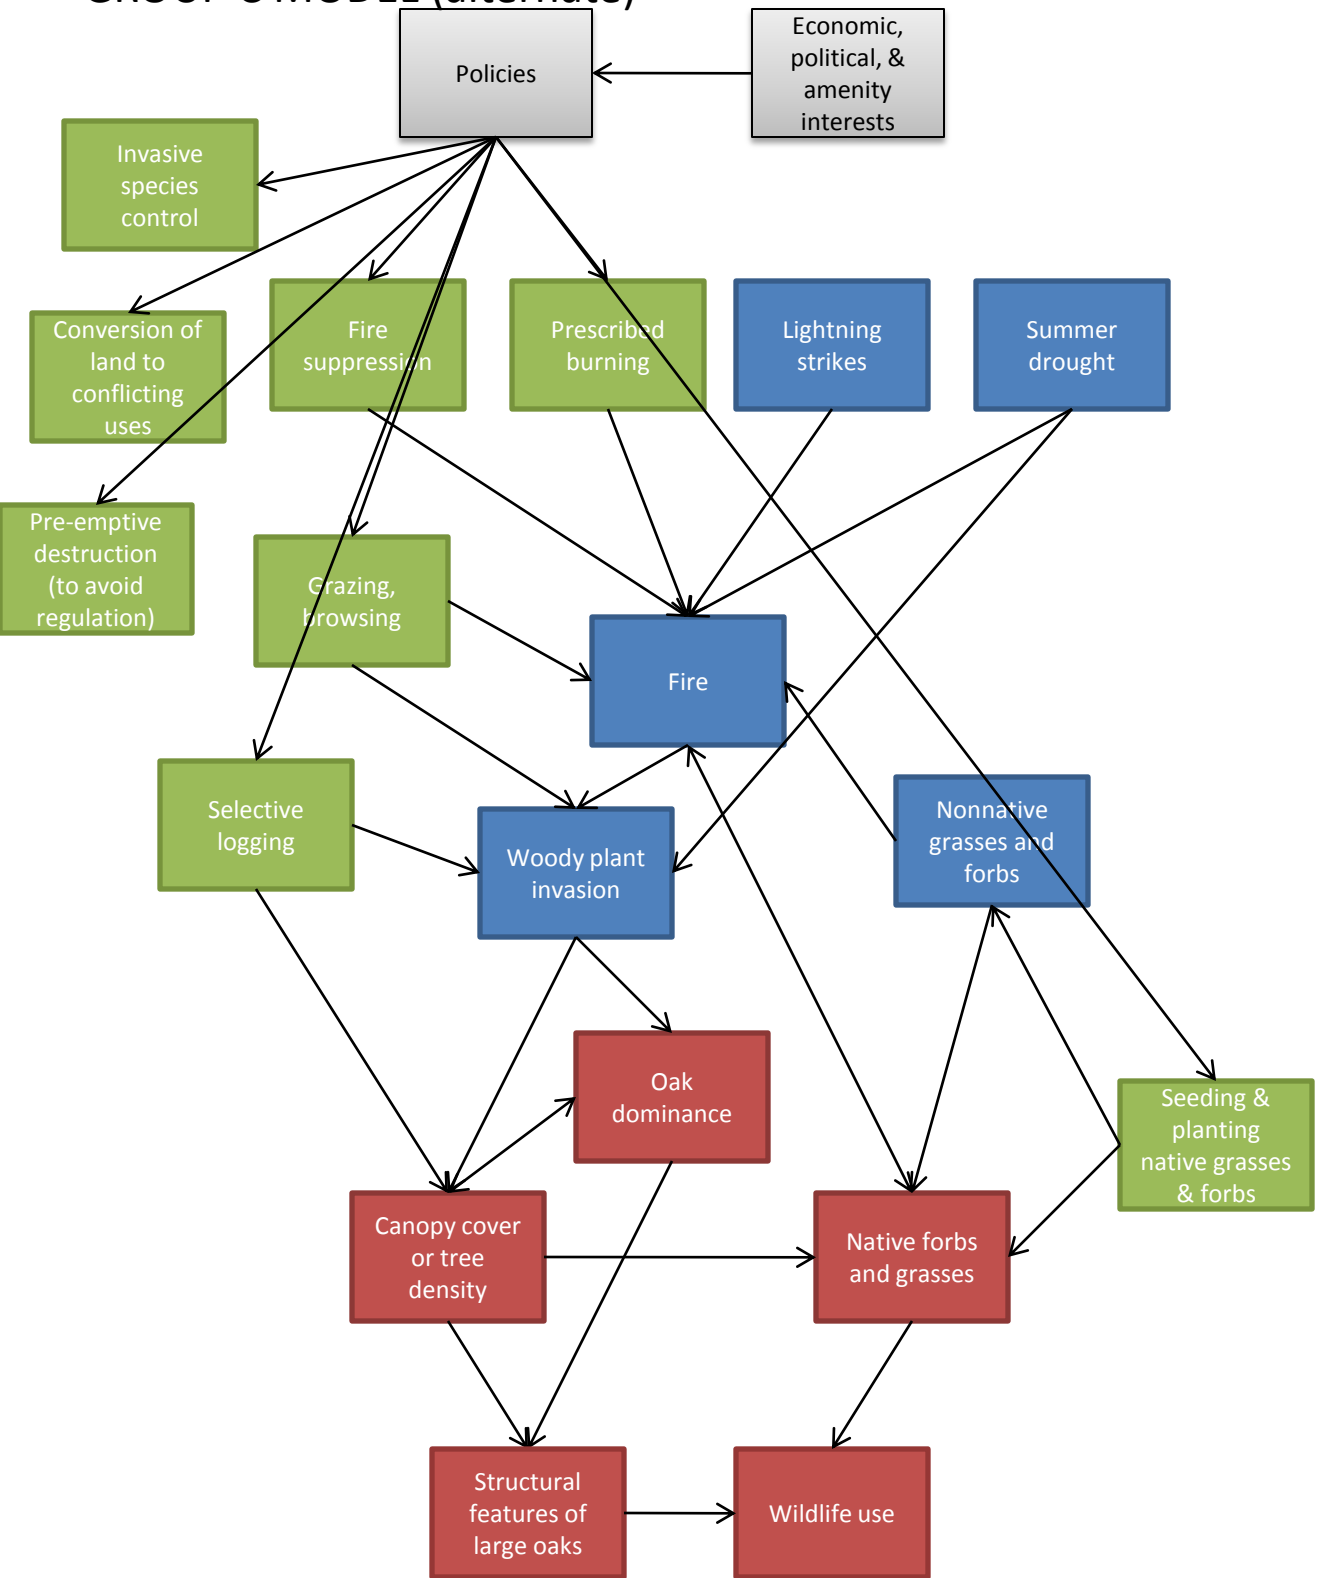 GROUP C MODEL (alternate)
Policies
Economic,
political, &
amenity
interests
Invasive
species
control
Conversion of
land to
conflicting
uses
Fire
suppression
Prescribed
burning
Lightning
strikes
Summer
drought
Pre-emptive
destruction
(to avoid
regulation)
Grazing,
browsing
Fire
Selective
logging
Woody plant
invasion
Nonnative
grasses and
forbs
Oak
dominance
Seeding &
planting
native grasses
& forbs
Canopy cover
or tree
density
Native forbs
and grasses
Structural
features of
large oaks
Wildlife use